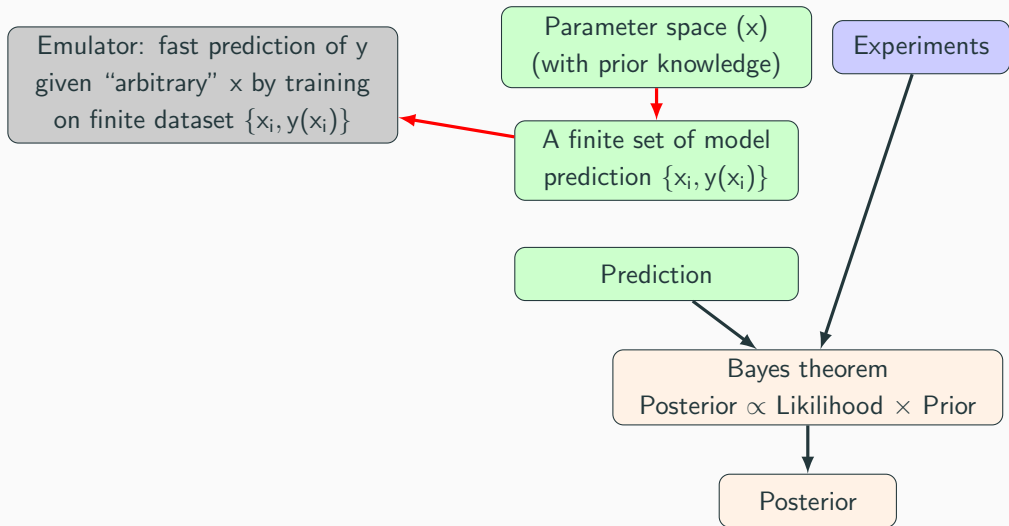 Emulator: fast prediction of y
given “arbitrary” x by training
on finite dataset {xᵢ, y(xᵢ)}
Parameter space (x)
(with prior knowledge)
Experiments
A finite set of model
prediction {xᵢ, y(xᵢ)}
Prediction
Bayes theorem
Posterior ∝ Likilihood × Prior
Posterior